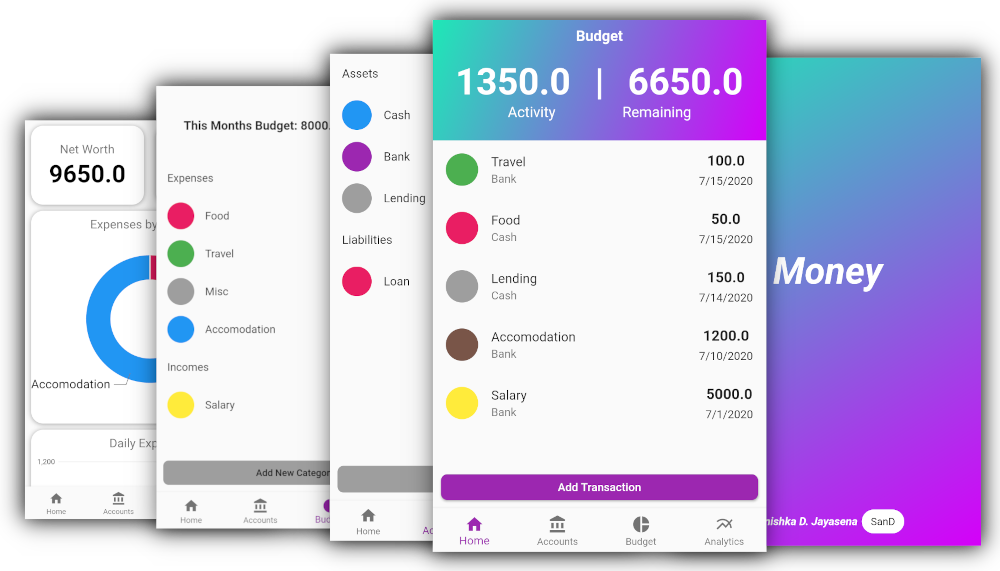 Net Worth
9650.0
Expenses by
Accomodation
Daily Exp
1,200
Home
Accounts
This Months Budget: 8000.
Expenses
Food
Travel
Misc
Accomodation
Incomes
Salary
Add New Categor
Home
Accounts
Bud
Assets
Cash
Bank
Lending
Liabilities
Loan
Home
Ac
Budget
1350.0 | 6650.0
Activity Remaining
Travel 100.0
Bank 7/15/2020
Food 50.0
Cash 7/15/2020
Lending 150.0
Cash 7/14/2020
Accomodation 1200.0
Bank 7/10/2020
Salary 5000.0
Bank 7/1/2020
Add Transaction
Home Accounts Budget Analytics
Money
nishka D. Jayasena SanD